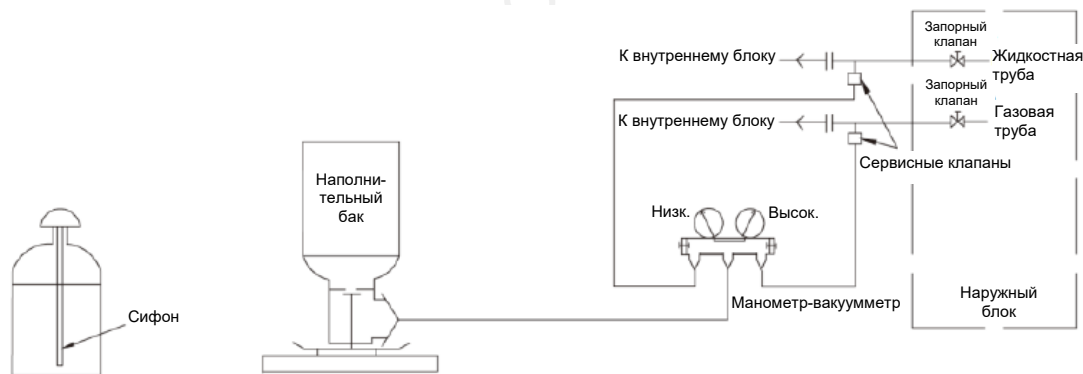 Запорный
клапан
К внутреннему блоку
Жидкостная
труба
Запорный
клапан
К внутреннему блоку
Газовая
труба
Сервисные клапаны
Наполни-
тельный
бак
Низк.
Высок.
Манометр-вакуумметр
Наружный
блок
Сифон